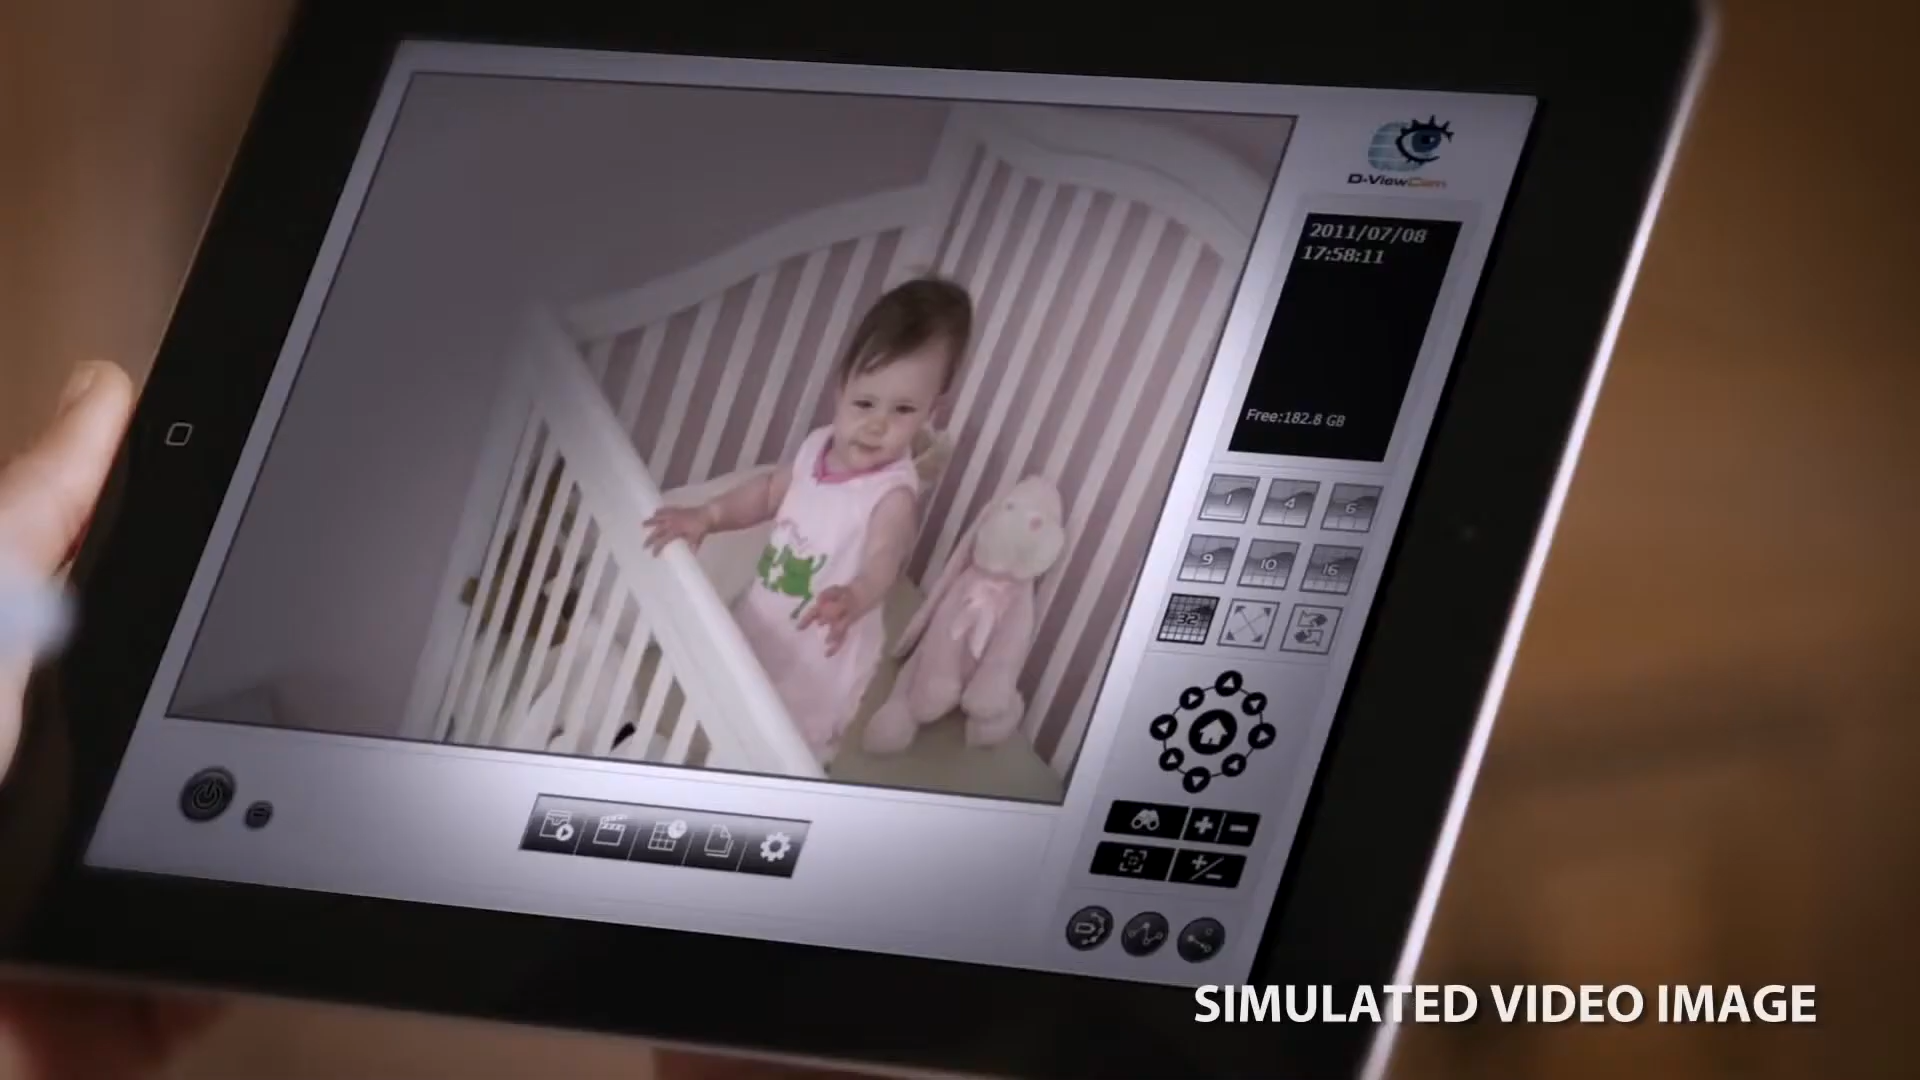 D-ViewCam
2011/07/08
17:58:11
Free:182.8 GB
1 4 6
9 10 16
32
SIMULATED VIDEO IMAGE